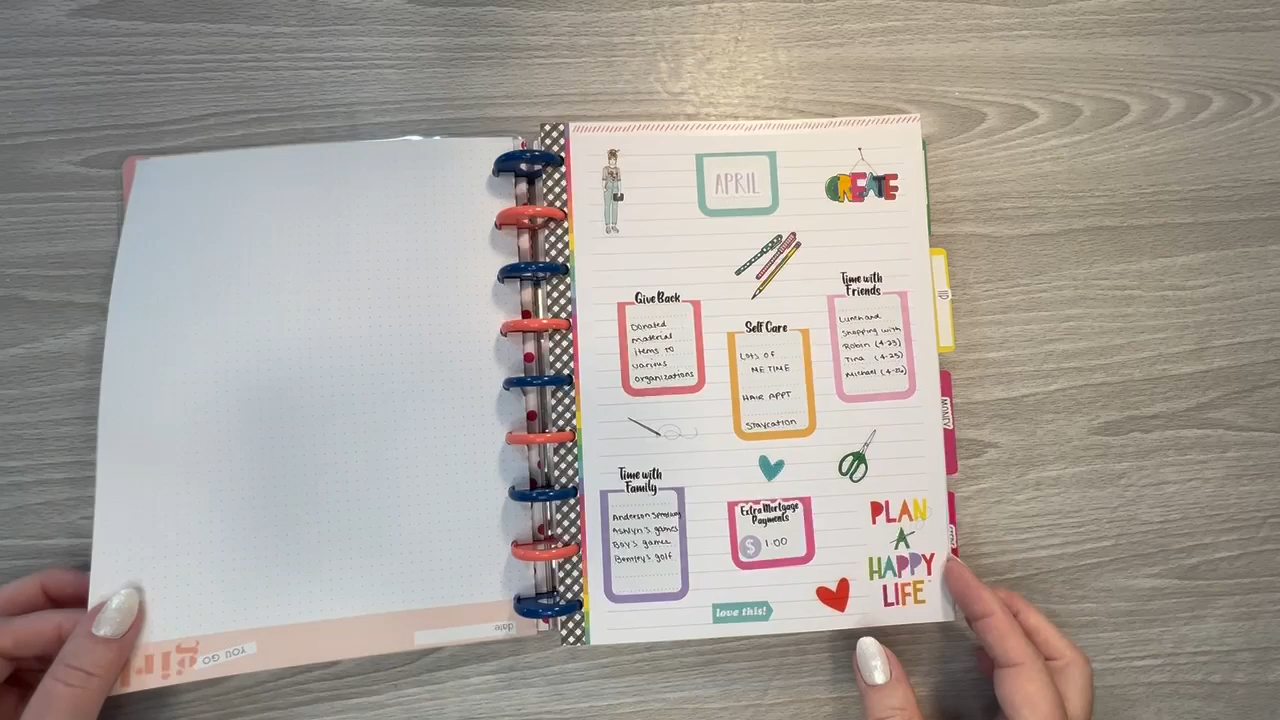 APRIL
CREATE
Give Back
Donated
material
items to
various
organizations
Self Care
Lots of
ME TIME
HAIR APPT
Staycation
Time with
Friends
Lunch and
shopping with
Robin (4-23)
Tina (4-25)
Michael (4-26)
Time with
Family
Anderson
Ashlyn's games
Boy's games
Bentley's golf
Extra Mortgage
Payments
$ 1.00
PLAN
A
HAPPY
LIFE
love this!
MONEY
YOU GO
girl
date